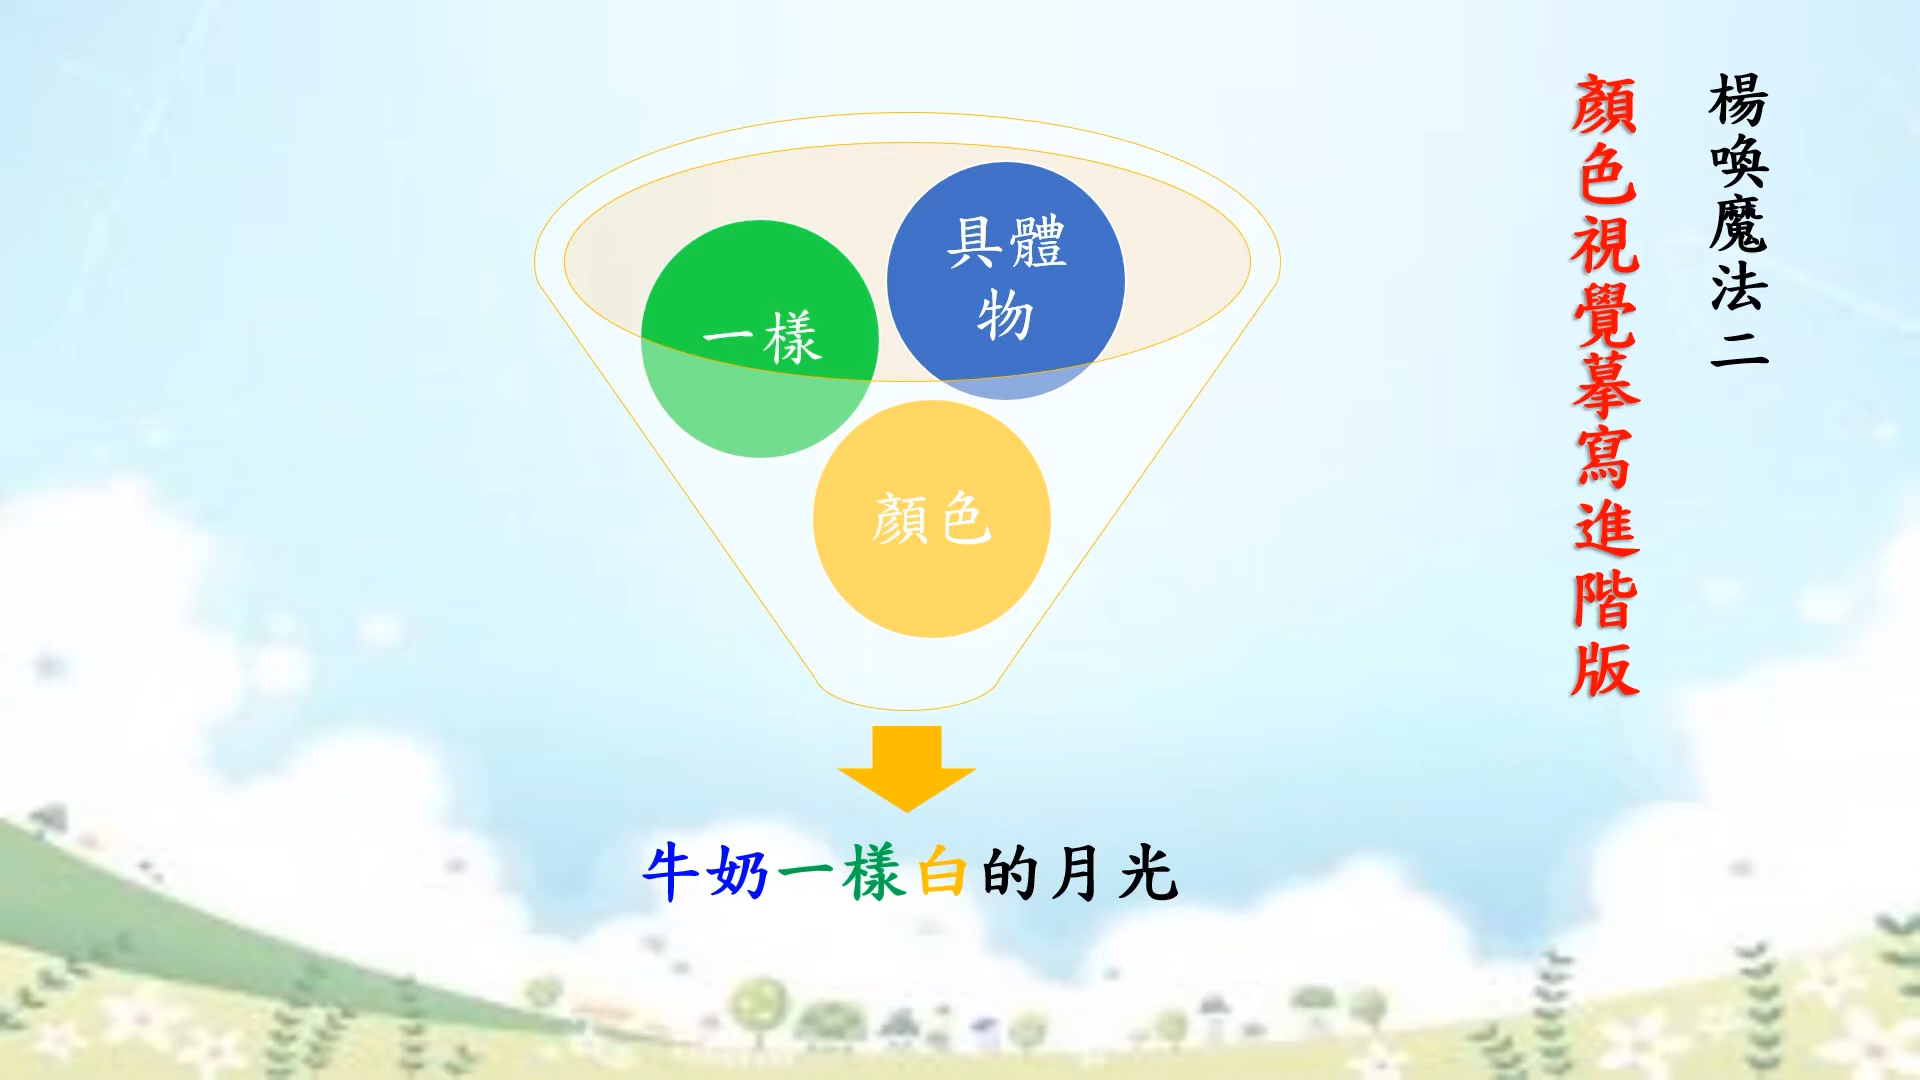 楊喚魔法二
顏色視覺摹寫進階版
具體
物
一樣
顏色
牛奶一樣白的月光